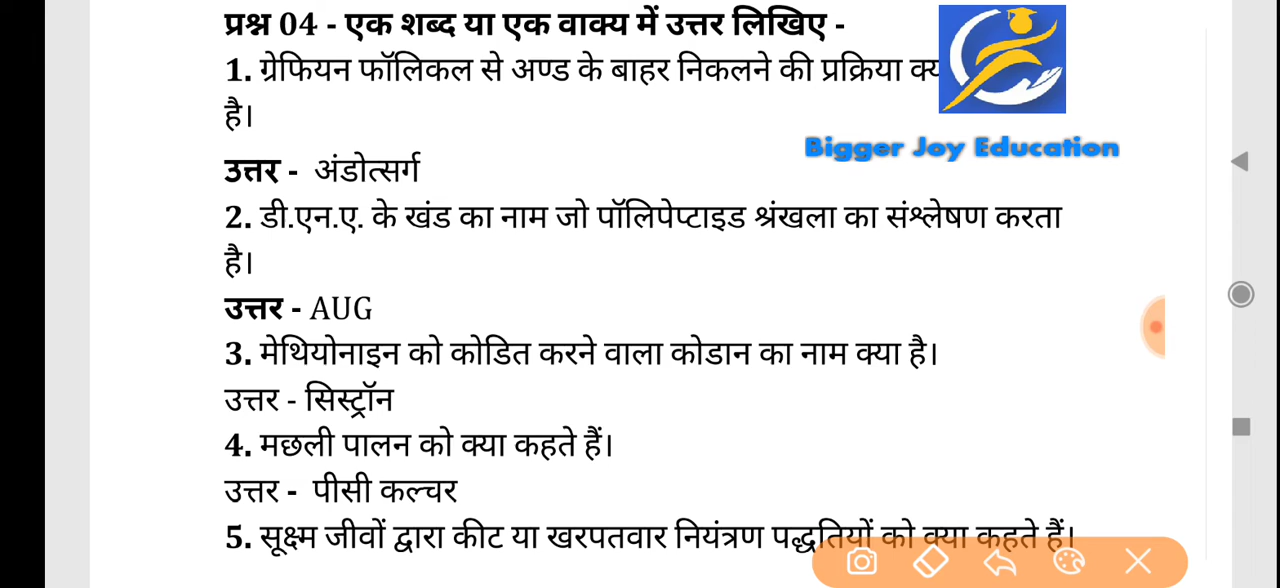 प्रश्न 04 - एक शब्द या एक वाक्य में उत्तर लिखिए -
1. ग्रेफियन फॉलिकल से अण्ड के बाहर निकलने की प्रक्रिया
है।
Bigger Joy Education
उत्तर - अंडोत्सर्ग
2. डी.एन.ए. के खंड का नाम जो पॉलिपेप्टाइड श्रंखला का संश्लेषण करता
है।
उत्तर - AUG
3. मेथियोनाइन को कोडित करने वाला कोडान का नाम क्या है।
उत्तर - सिस्ट्रॉन
4. मछली पालन को क्या कहते हैं।
उत्तर - पीसी कल्चर
5. सूक्ष्म जीवों द्वारा कीट या खरपतवार नियंत्रण पद्धतियों को क्या कहते हैं।